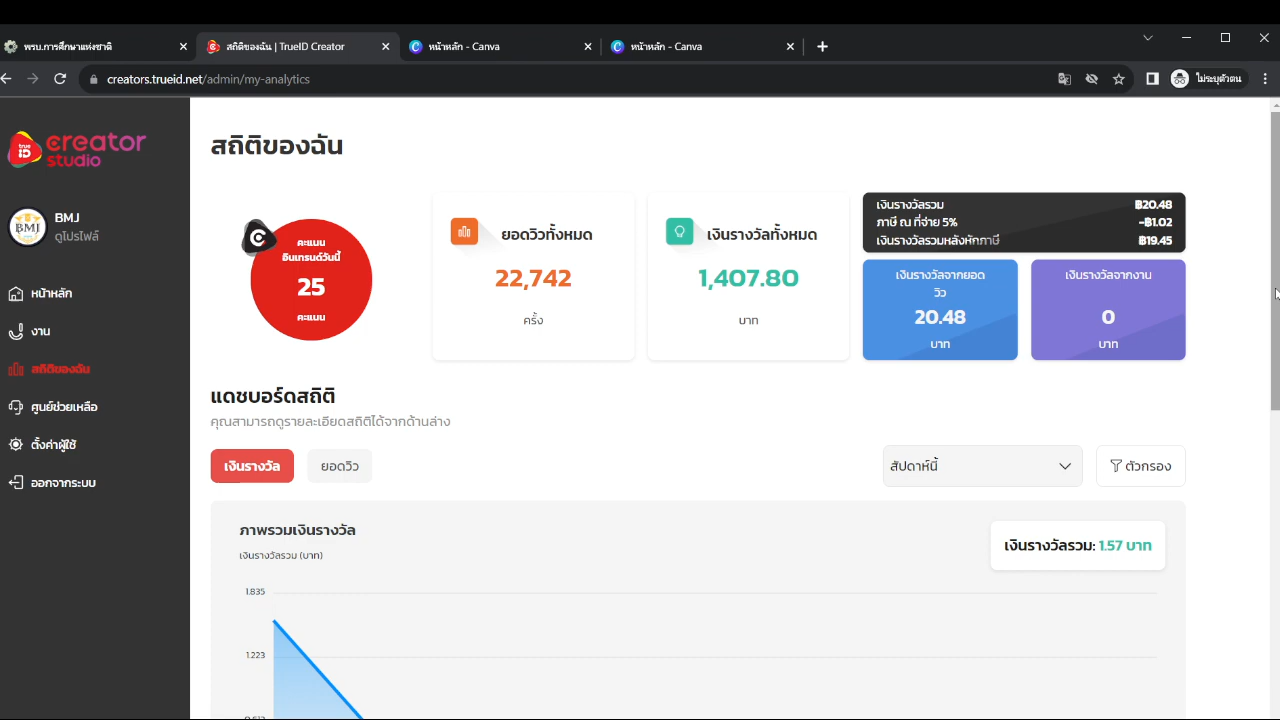 พรบ.การศึกษาแห่งชาติ
สถิติของฉัน | TrueID Creator
หน้าหลัก - Canva
หน้าหลัก - Canva
creators.trueid.net/admin/my-analytics
ไม่ระบุตัวตน
true ID creator studio
BMJ
BMJ
ดูโปรไฟล์
หน้าหลัก
งาน
สถิติของฉัน
ศูนย์ช่วยเหลือ
ตั้งค่าผู้ใช้
ออกจากระบบ
สถิติของฉัน
คะแนน
อินเทรนด์วันนี้
25
คะแนน
ยอดวิวทั้งหมด
22,742
ครั้ง
เงินรางวัลทั้งหมด
1,407.80
บาท
เงินรางวัลรวม ฿20.48
ภาษี ณ ที่จ่าย 5% -฿1.02
เงินรางวัลรวมหลังหักภาษี ฿19.45
เงินรางวัลจากยอด
วิว
20.48
บาท
เงินรางวัลจากงาน
0
บาท
แดชบอร์ดสถิติ
คุณสามารถดูรายละเอียดสถิติได้จากด้านล่าง
เงินรางวัล
ยอดวิว
สัปดาห์นี้
ตัวกรอง
ภาพรวมเงินรางวัล
เงินรางวัลรวม (บาท)
เงินรางวัลรวม: 1.57 บาท
1.835
1.223